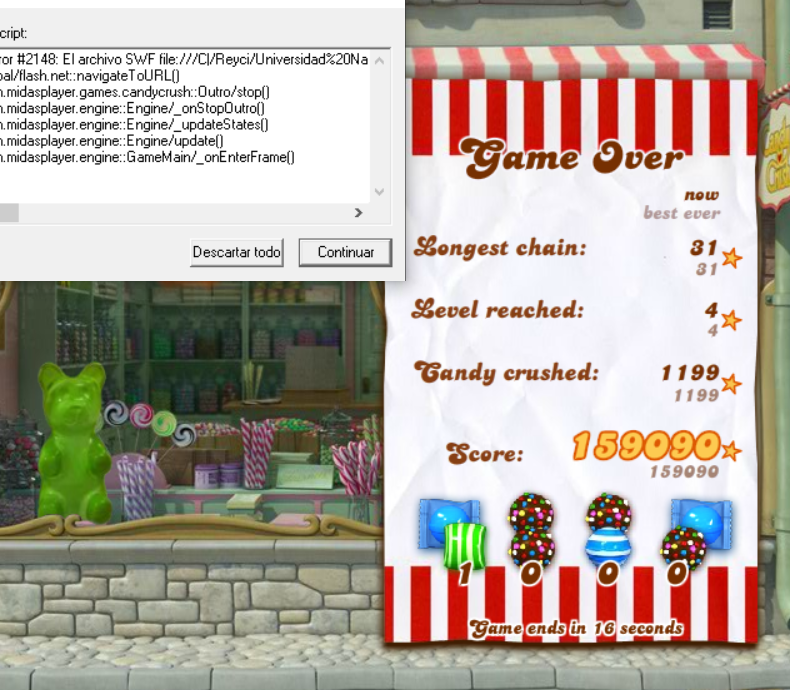 cript:
ror #2148: El archivo SWF file:///C|/Reyci/Universidad%20Na
bal/flash.net::navigateToURL()
n.midasplayer.games.candycrush::Outro/stop()
n.midasplayer.engine::Engine/_onStopOutro()
n.midasplayer.engine::Engine/_updateStates()
n.midasplayer.engine::Engine/update()
n.midasplayer.engine::GameMain/_onEnterFrame()
Descartar todo Continuar
Game Over
now
best ever
Longest chain: 31
31
Level reached: 4
4
Candy crushed: 1199
1199
Score: 159090
159090
1 0 0 0
Game ends in 16 seconds